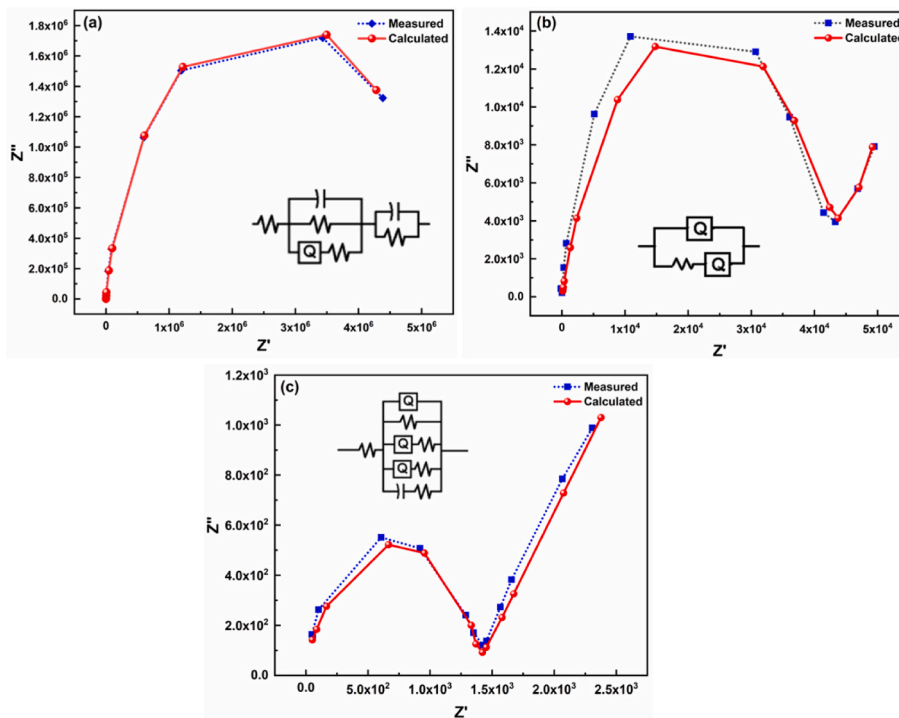 (a)
Measured
Calculated
1.8x10⁶
1.6x10⁶
1.4x10⁶
1.2x10⁶
1.0x10⁶
8.0x10⁵
6.0x10⁵
4.0x10⁵
2.0x10⁵
0.0
Z''
Q
0
1x10⁶
2x10⁶
3x10⁶
4x10⁶
5x10⁶
Z'
(b)
Measured
Calculated
1.4x10⁴
1.2x10⁴
1.0x10⁴
8.0x10³
6.0x10³
4.0x10³
2.0x10³
0.0
Z''
Q
Q
0
1x10⁴
2x10⁴
3x10⁴
4x10⁴
5x10⁴
Z'
(c)
Measured
Calculated
1.2x10³
1.0x10³
8.0x10²
6.0x10²
4.0x10²
2.0x10²
0.0
Z''
Q
Q
Q
0.0
5.0x10²
1.0x10³
1.5x10³
2.0x10³
2.5x10³
Z'